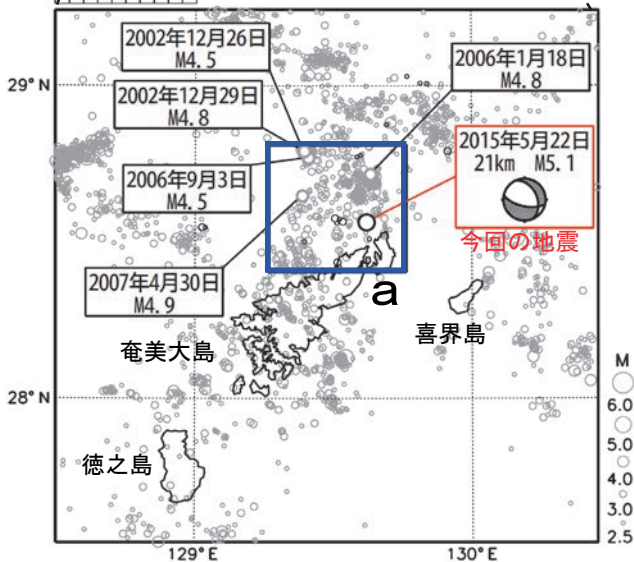 2002年12月26日
M4.5
2006年1月18日
M4.8
29°N
2002年12月29日
M4.8
2015年5月22日
21km M5.1
今回の地震
2006年9月3日
M4.5
2007年4月30日
M4.9
a
喜界島
奄美大島
28°N
徳之島
M
6.0
5.0
4.0
3.0
2.5
129°E
130°E